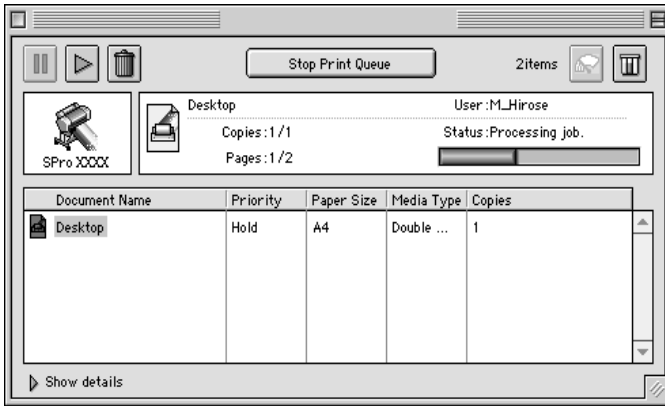 Stop Print Queue
2items
SPro XXXX
Desktop
User:M_Hirose
Copies:1/1
Status:Processing job.
Pages:1/2
Document Name Priority Paper Size Media Type Copies
Desktop Hold A4 Double ... 1
Show details